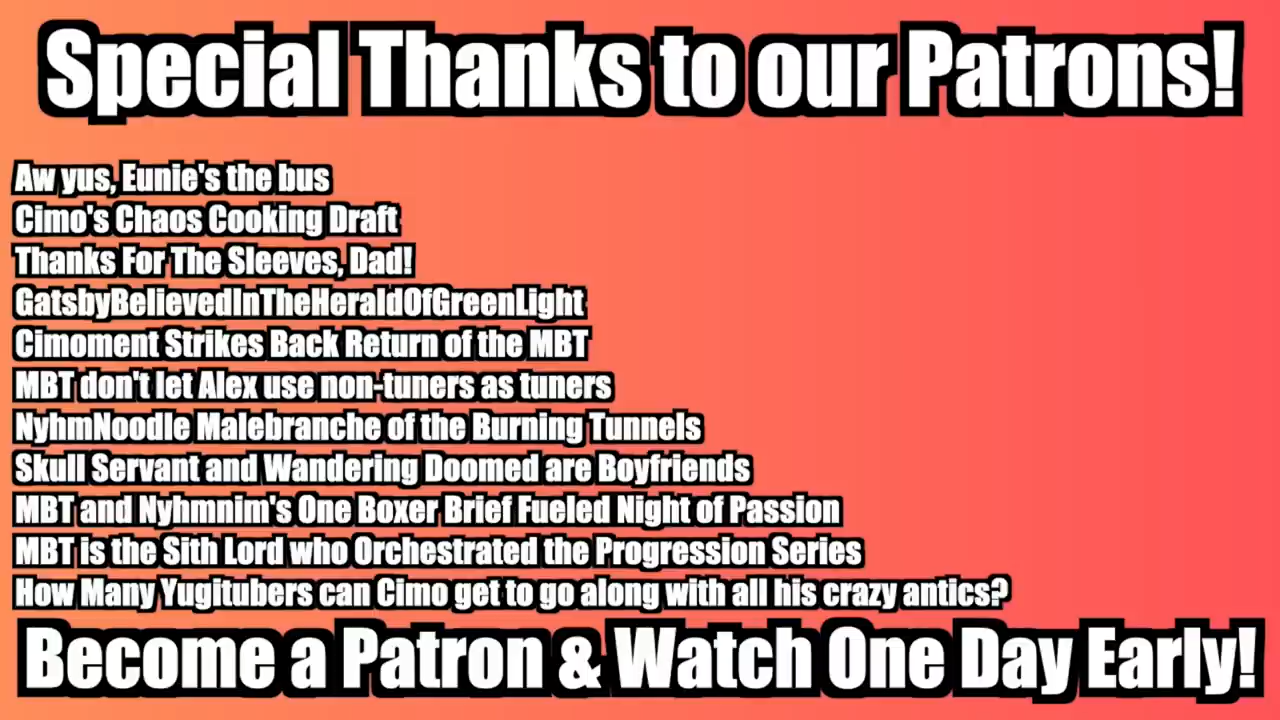 Special Thanks to our Patrons!
Aw yus, Eunie's the bus
Cimo's Chaos Cooking Draft
Thanks For The Sleeves, Dad!
GatsbyBelievedInTheHeraldOfGreenLight
Cimoment Strikes Back Return of the MBT
MBT don't let Alex use non-tuners as tuners
NyhmNoodle Malebranche of the Burning Tunnels
Skull Servant and Wandering Doomed are Boyfriends
MBT and Nyhmnim's One Boxer Brief Fueled Night of Passion
MBT is the Sith Lord who Orchestrated the Progression Series
How Many Yugitubers can Cimo get to go along with all his crazy antics?
Become a Patron & Watch One Day Early!